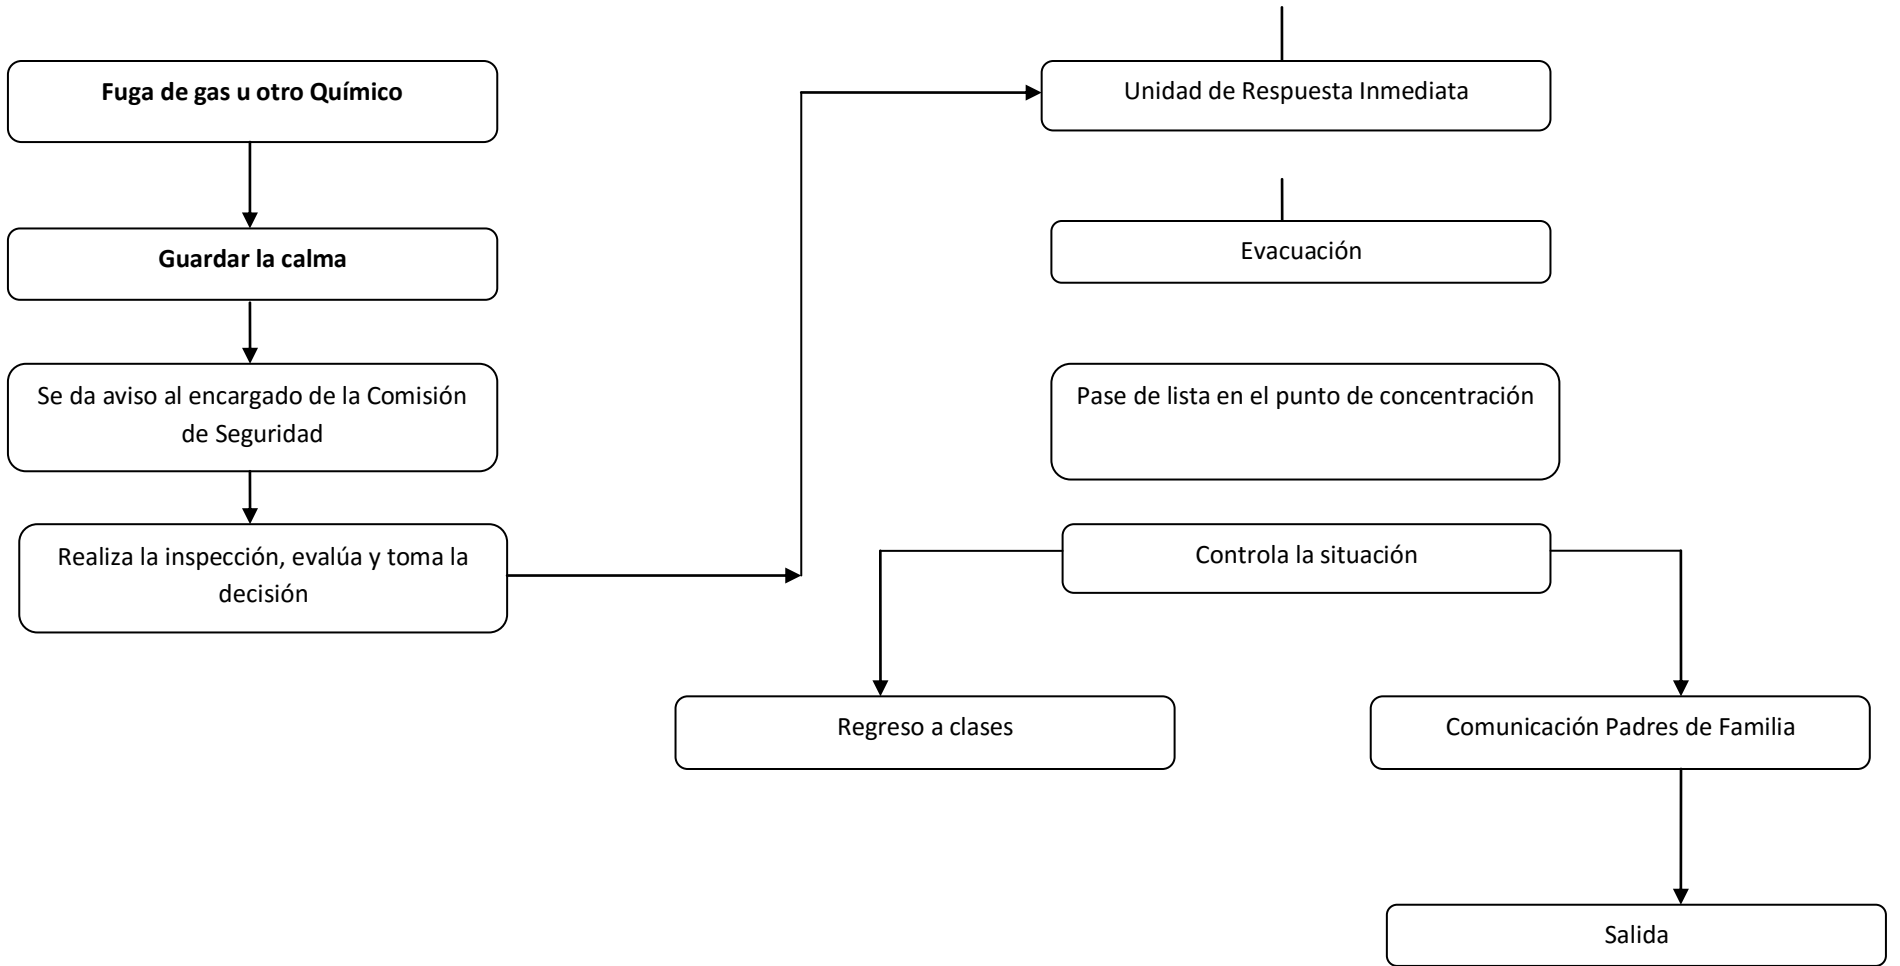 Fuga de gas u otro Químico
Guardar la calma
Se da aviso al encargado de la Comisión
de Seguridad
Realiza la inspección, evalúa y toma la
decisión
Unidad de Respuesta Inmediata
Evacuación
Pase de lista en el punto de concentración
Controla la situación
Regreso a clases
Comunicación Padres de Familia
Salida